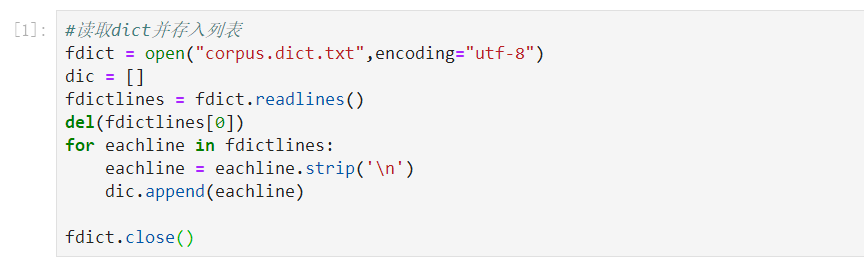 [1]:
#读取dict并存入列表
fdict = open("corpus.dict.txt",encoding="utf-8")
dic = []
fdictlines = fdict.readlines()
del(fdictlines[0])
for eachline in fdictlines:
    eachline = eachline.strip('\n')
    dic.append(eachline)
fdict.close()